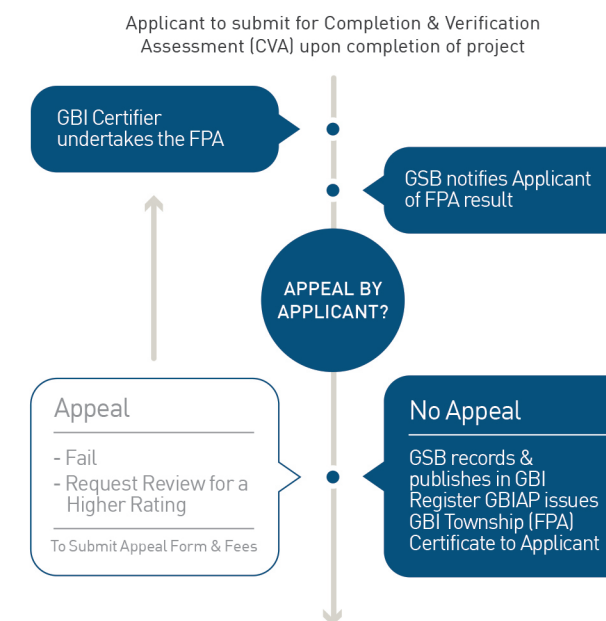 Applicant to submit for Completion & Verification
Assessment (CVA) upon completion of project
GBI Certifier
undertakes the FPA
GSB notifies Applicant
of FPA result
APPEAL BY
APPLICANT?
Appeal
- Fail
- Request Review for a
Higher Rating
To Submit Appeal Form & Fees
No Appeal
GSB records &
publishes in GBI
Register GBIAP issues
GBI Township (FPA)
Certificate to Applicant